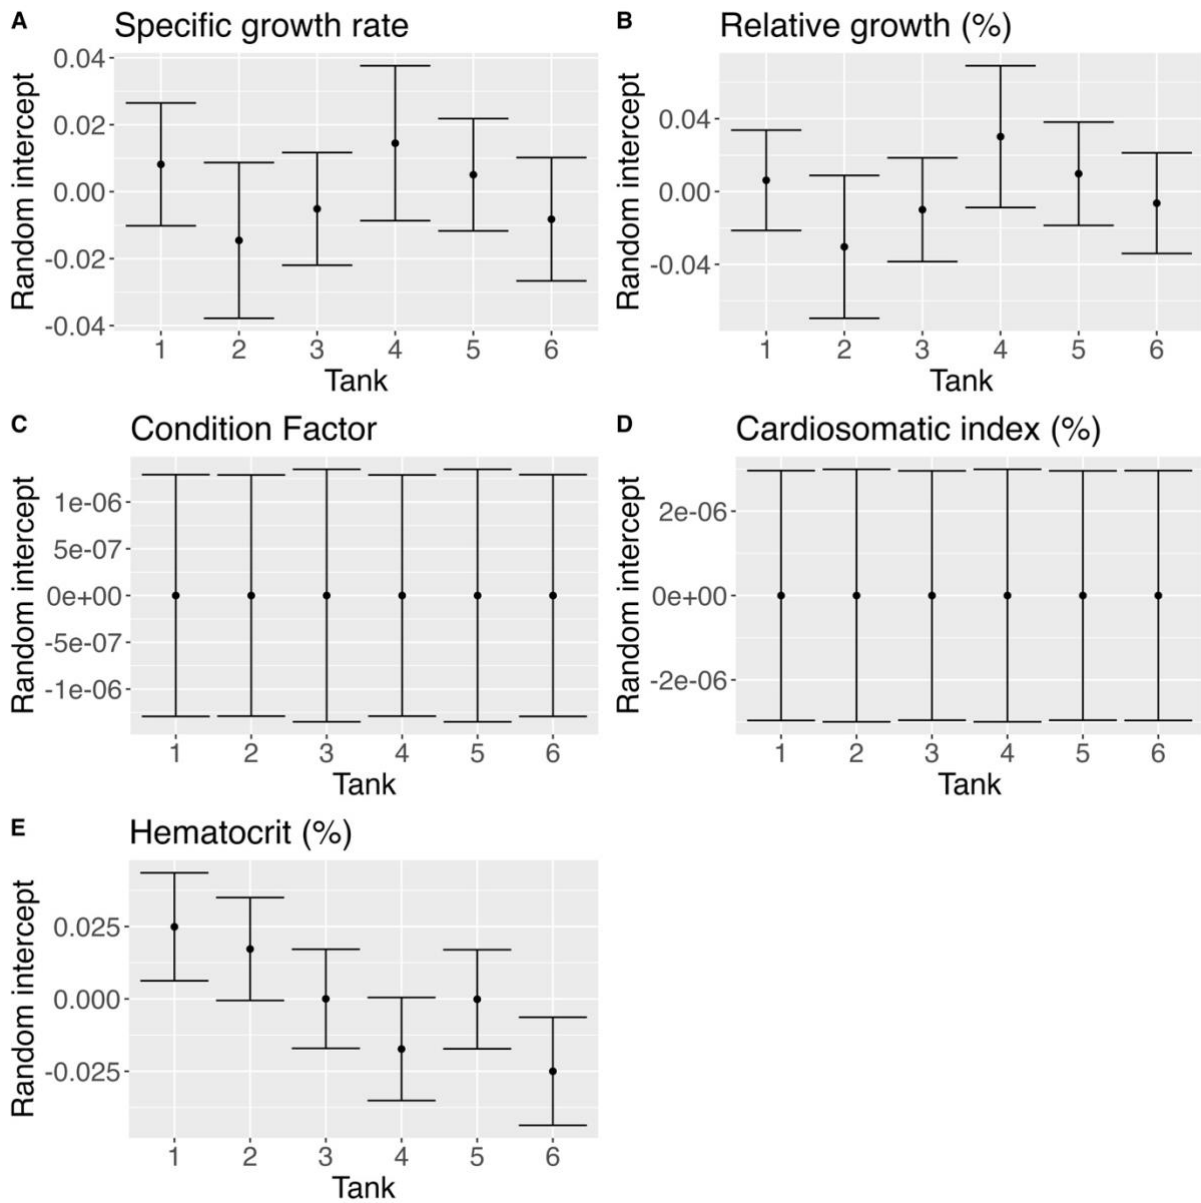 A Specific growth rate
Random intercept
0.04
0.02
0.00
-0.02
-0.04
1 2 3 4 5 6
Tank
B Relative growth (%)
Random intercept
0.04
0.00
-0.04
1 2 3 4 5 6
Tank
C Condition Factor
Random intercept
1e-06
5e-07
0e+00
-5e-07
-1e-06
1 2 3 4 5 6
Tank
D Cardiosomatic index (%)
Random intercept
2e-06
0e+00
-2e-06
1 2 3 4 5 6
Tank
E Hematocrit (%)
Random intercept
0.025
0.000
-0.025
1 2 3 4 5 6
Tank